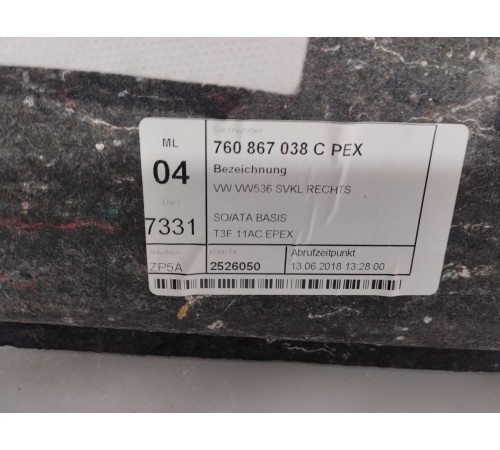 ML
04
7331
760 867 038 C PEX
Bezeichnung
VW VW536 SVKL RECHTS
SO/ATA BASIS
T3F.11AC EPEX
ZP5A
2526050
Abrufzeitpunkt
13.06.2018 13:28:00